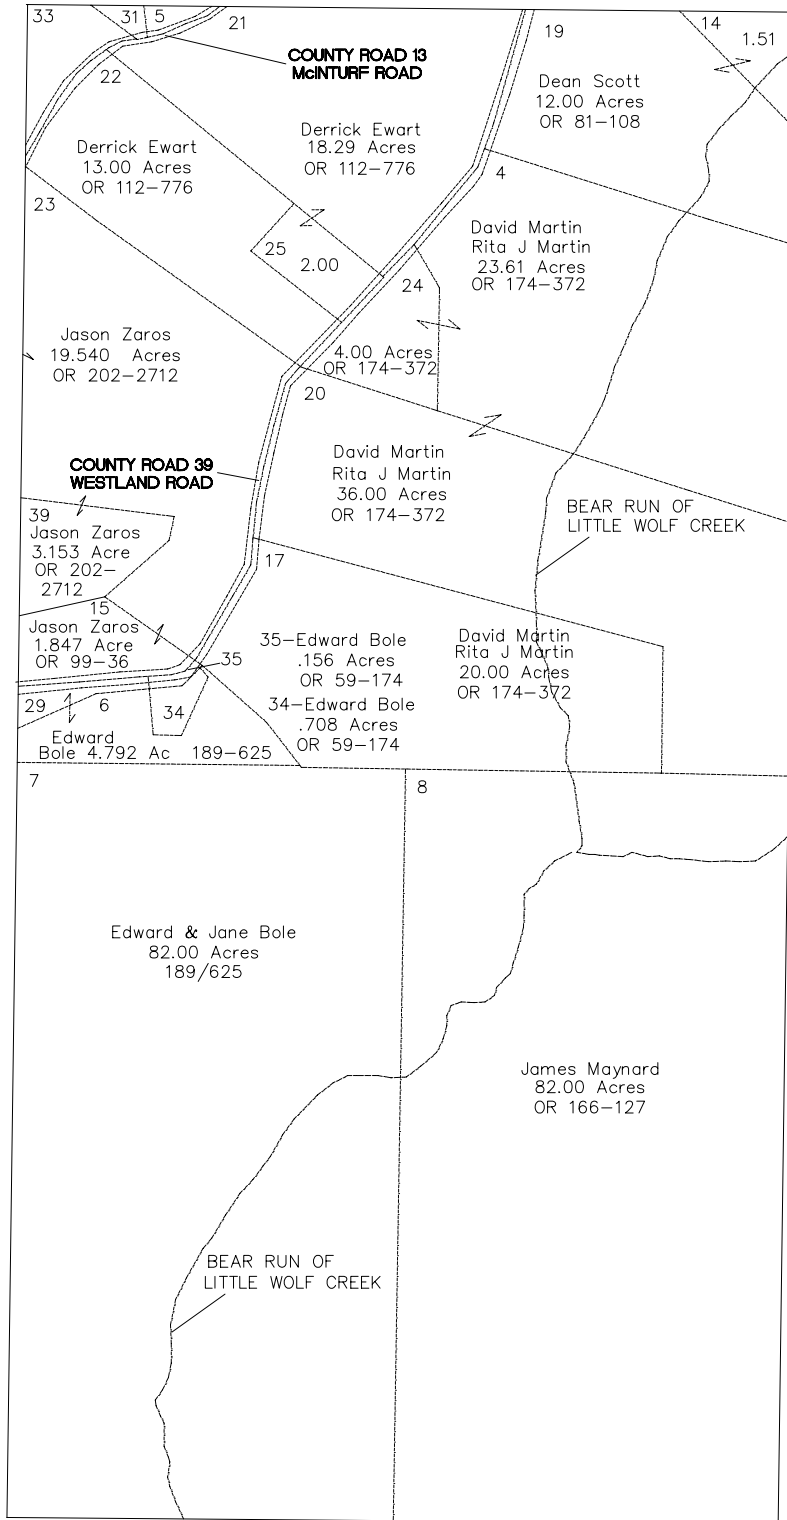 33
31
5
21
COUNTY ROAD 13
McINTURF ROAD
19
14
1.51
22
Dean Scott
12.00 Acres
OR 81-108
Derrick Ewart
18.29 Acres
OR 112-776
Derrick Ewart
13.00 Acres
OR 112-776
4
23
David Martin
Rita J Martin
23.61 Acres
OR 174-372
25
2.00
24
Jason Zaros
19.540 Acres
OR 202-2712
4.00 Acres
OR 174-372
20
COUNTY ROAD 39
WESTLAND ROAD
David Martin
Rita J Martin
36.00 Acres
OR 174-372
BEAR RUN OF
LITTLE WOLF CREEK
39
Jason Zaros
3.153 Acre
OR 202-
2712
17
15
Jason Zaros
1.847 Acre
OR 99-36
35
35-Edward Bole
.156 Acres
OR 59-174
34-Edward Bole
.708 Acres
OR 59-174
David Martin
Rita J Martin
20.00 Acres
OR 174-372
29
6
34
Edward
Bole 4.792 Ac 189-625
7
8
Edward & Jane Bole
82.00 Acres
189/625
James Maynard
82.00 Acres
OR 166-127
BEAR RUN OF
LITTLE WOLF CREEK